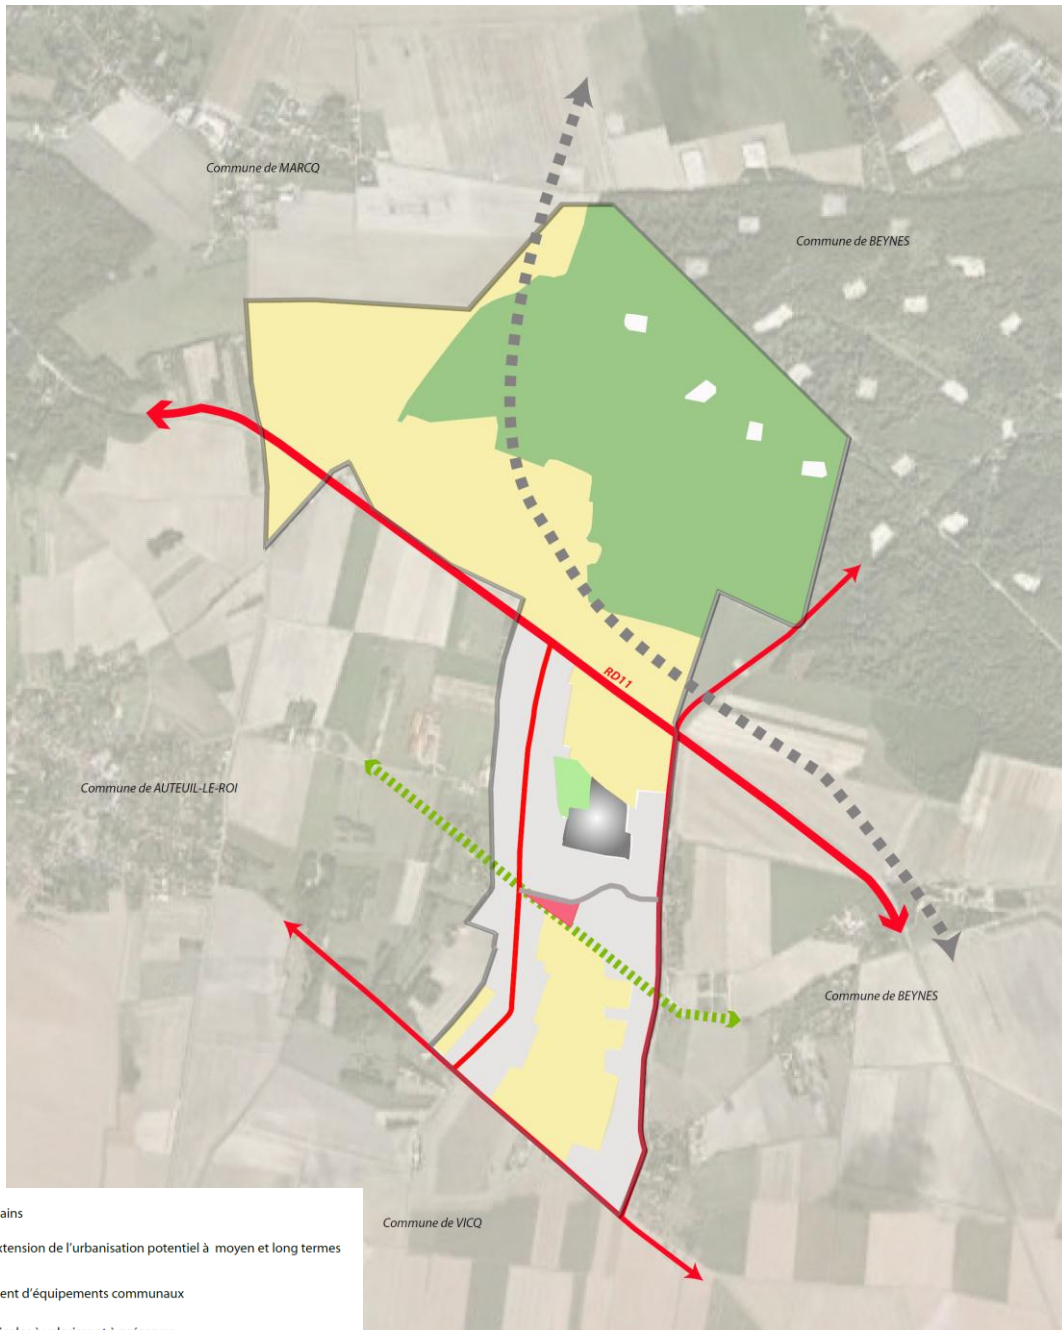 Commune de MARCQ
Commune de BEYNES
RD11
Commune de AUTEUIL-LE-ROI
Commune de BEYNES
Commune de VICQ
ains
xtension de l'urbanisation potentiel à moyen et long termes
ent d'équipements communaux